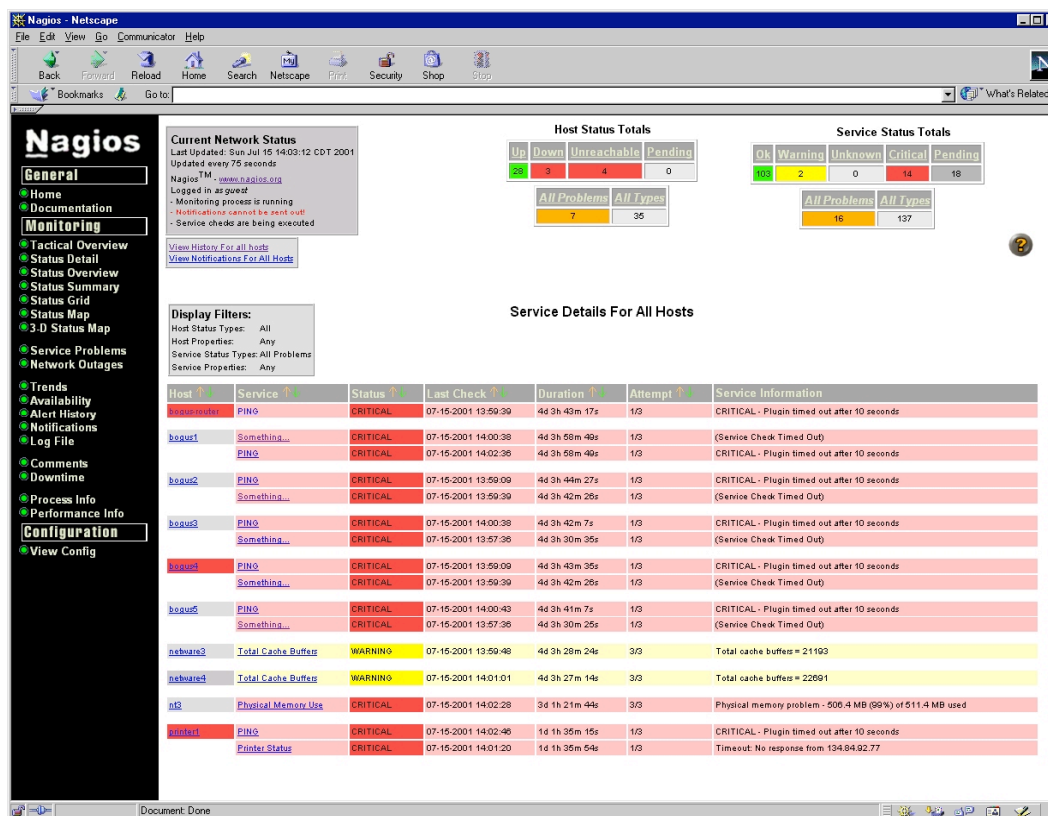 Nagios - Netscape
File Edit View Go Communicator Help
Back Forward Reload Home Search Netscape Print Security Shop Stop
Bookmarks Go to: What's Related
N
Nagios
General
Home
Documentation
Monitoring
Tactical Overview
Status Detail
Status Overview
Status Summary
Status Grid
Status Map
3-D Status Map
Service Problems
Network Outages
Trends
Availability
Alert History
Notifications
Log File
Comments
Downtime
Process Info
Performance Info
Configuration
View Config
Current Network Status
Last Updated: Sun Jul 15 14:03:12 CDT 2001
Updated every 75 seconds
Nagios™ - www.nagios.org
Logged in as guest
- Monitoring process is running
- Notifications cannot be sent out!
- Service checks are being executed
View History For all hosts
View Notifications For All Hosts
Host Status Totals
Up Down Unreachable Pending
28 3 4 0
All Problems All Types
7 35
Service Status Totals
Ok Warning Unknown Critical Pending
103 2 0 14 18
All Problems All Types
16 137
?
Display Filters:
Host Status Types: All
Host Properties: Any
Service Status Types: All Problems
Service Properties: Any
Service Details For All Hosts
Host Service Status Last Check Duration Attempt Service Information
bogus-router PING CRITICAL 07-15-2001 13:59:39 4d 3h 43m 17s 1/3 CRITICAL - Plugin timed out after 10 seconds
bogus1 Something... CRITICAL 07-15-2001 14:00:38 4d 3h 58m 49s 1/3 (Service Check Timed Out)
PING CRITICAL 07-15-2001 14:02:36 4d 3h 58m 49s 1/3 CRITICAL - Plugin timed out after 10 seconds
bogus2 PING CRITICAL 07-15-2001 13:59:09 4d 3h 44m 27s 1/3 CRITICAL - Plugin timed out after 10 seconds
Something... CRITICAL 07-15-2001 13:59:39 4d 3h 42m 26s 1/3 (Service Check Timed Out)
bogus3 PING CRITICAL 07-15-2001 14:00:38 4d 3h 42m 7s 1/3 CRITICAL - Plugin timed out after 10 seconds
Something... CRITICAL 07-15-2001 13:57:36 4d 3h 30m 35s 1/3 (Service Check Timed Out)
bogus4 PING CRITICAL 07-15-2001 13:59:09 4d 3h 43m 35s 1/3 CRITICAL - Plugin timed out after 10 seconds
Something... CRITICAL 07-15-2001 13:59:39 4d 3h 42m 26s 1/3 (Service Check Timed Out)
bogus5 PING CRITICAL 07-15-2001 14:00:43 4d 3h 41m 7s 1/3 CRITICAL - Plugin timed out after 10 seconds
Something... CRITICAL 07-15-2001 13:57:36 4d 3h 30m 25s 1/3 (Service Check Timed Out)
netware3 Total Cache Buffers WARNING 07-15-2001 13:59:48 4d 3h 28m 24s 3/3 Total cache buffers = 21193
netware4 Total Cache Buffers WARNING 07-15-2001 14:01:01 4d 3h 27m 14s 3/3 Total cache buffers = 22691
nt3 Physical Memory Use CRITICAL 07-15-2001 14:02:28 3d 1h 21m 44s 3/3 Physical memory problem - 506.4 MB (99%) of 511.4 MB used
printer1 PING CRITICAL 07-15-2001 14:02:46 1d 1h 35m 15s 1/3 CRITICAL - Plugin timed out after 10 seconds
Printer Status CRITICAL 07-15-2001 14:01:20 1d 1h 35m 54s 1/3 Timeout: No response from 134.84.92.77
Document: Done